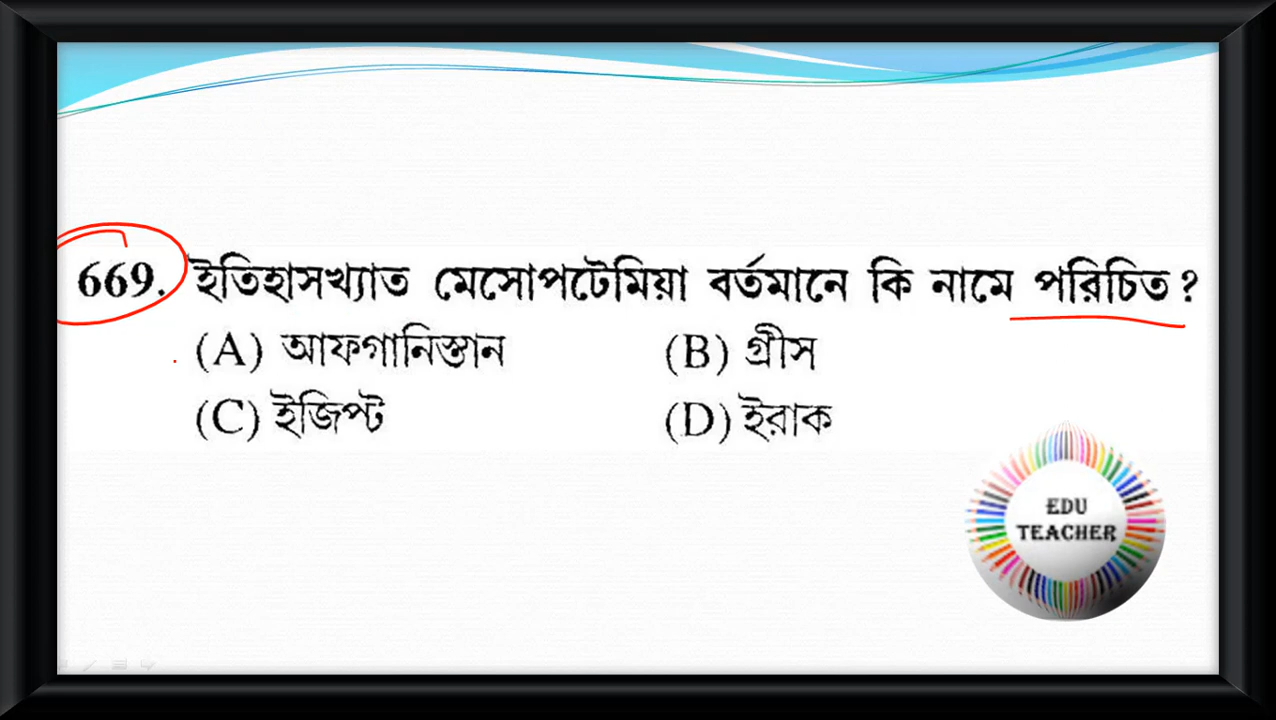 669. ইতিহাসখ্যাত মেসোপটেমিয়া বর্তমানে কি নামে পরিচিত?
(A) আফগানিস্তান (B) গ্রীস
(C) ইজিপ্ট (D) ইরাক
EDU
TEACHER